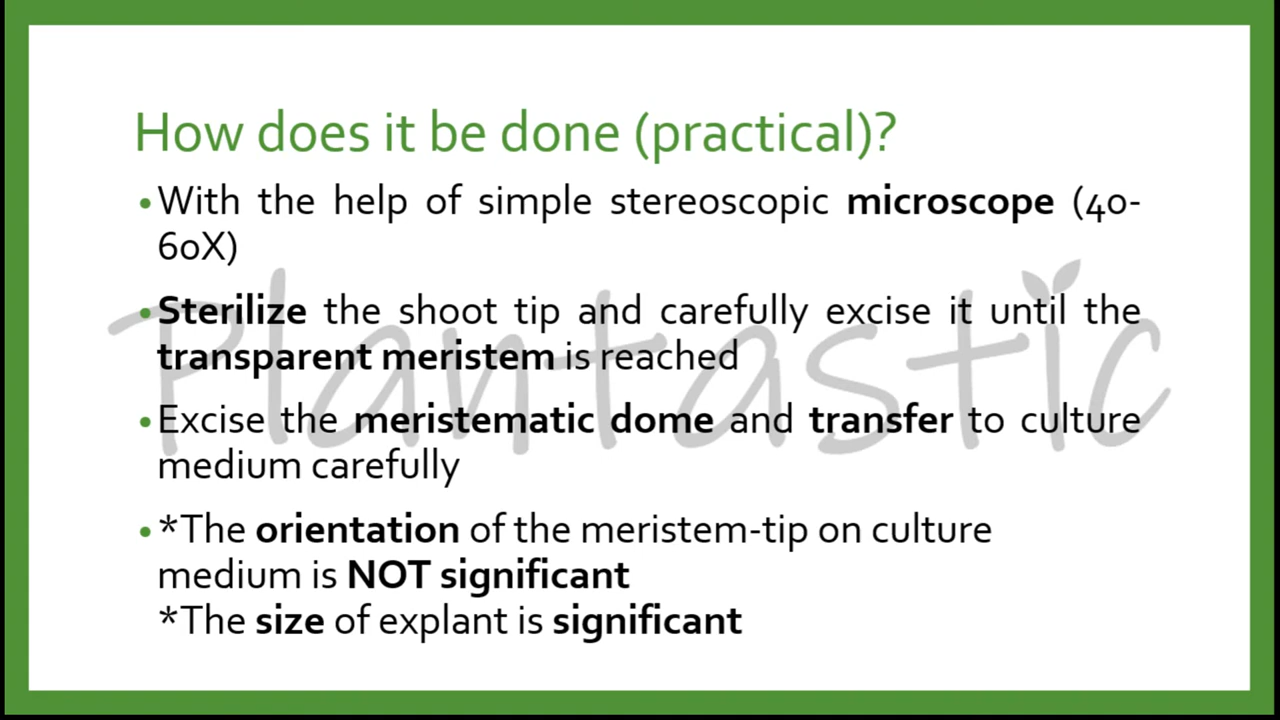 How does it be done (practical)?
•With the help of simple stereoscopic microscope (40-
60X)
•Sterilize the shoot tip and carefully excise it until the
transparent meristem is reached
•Excise the meristematic dome and transfer to culture
medium carefully
•*The orientation of the meristem-tip on culture
medium is NOT significant
*The size of explant is significant
Plantastic